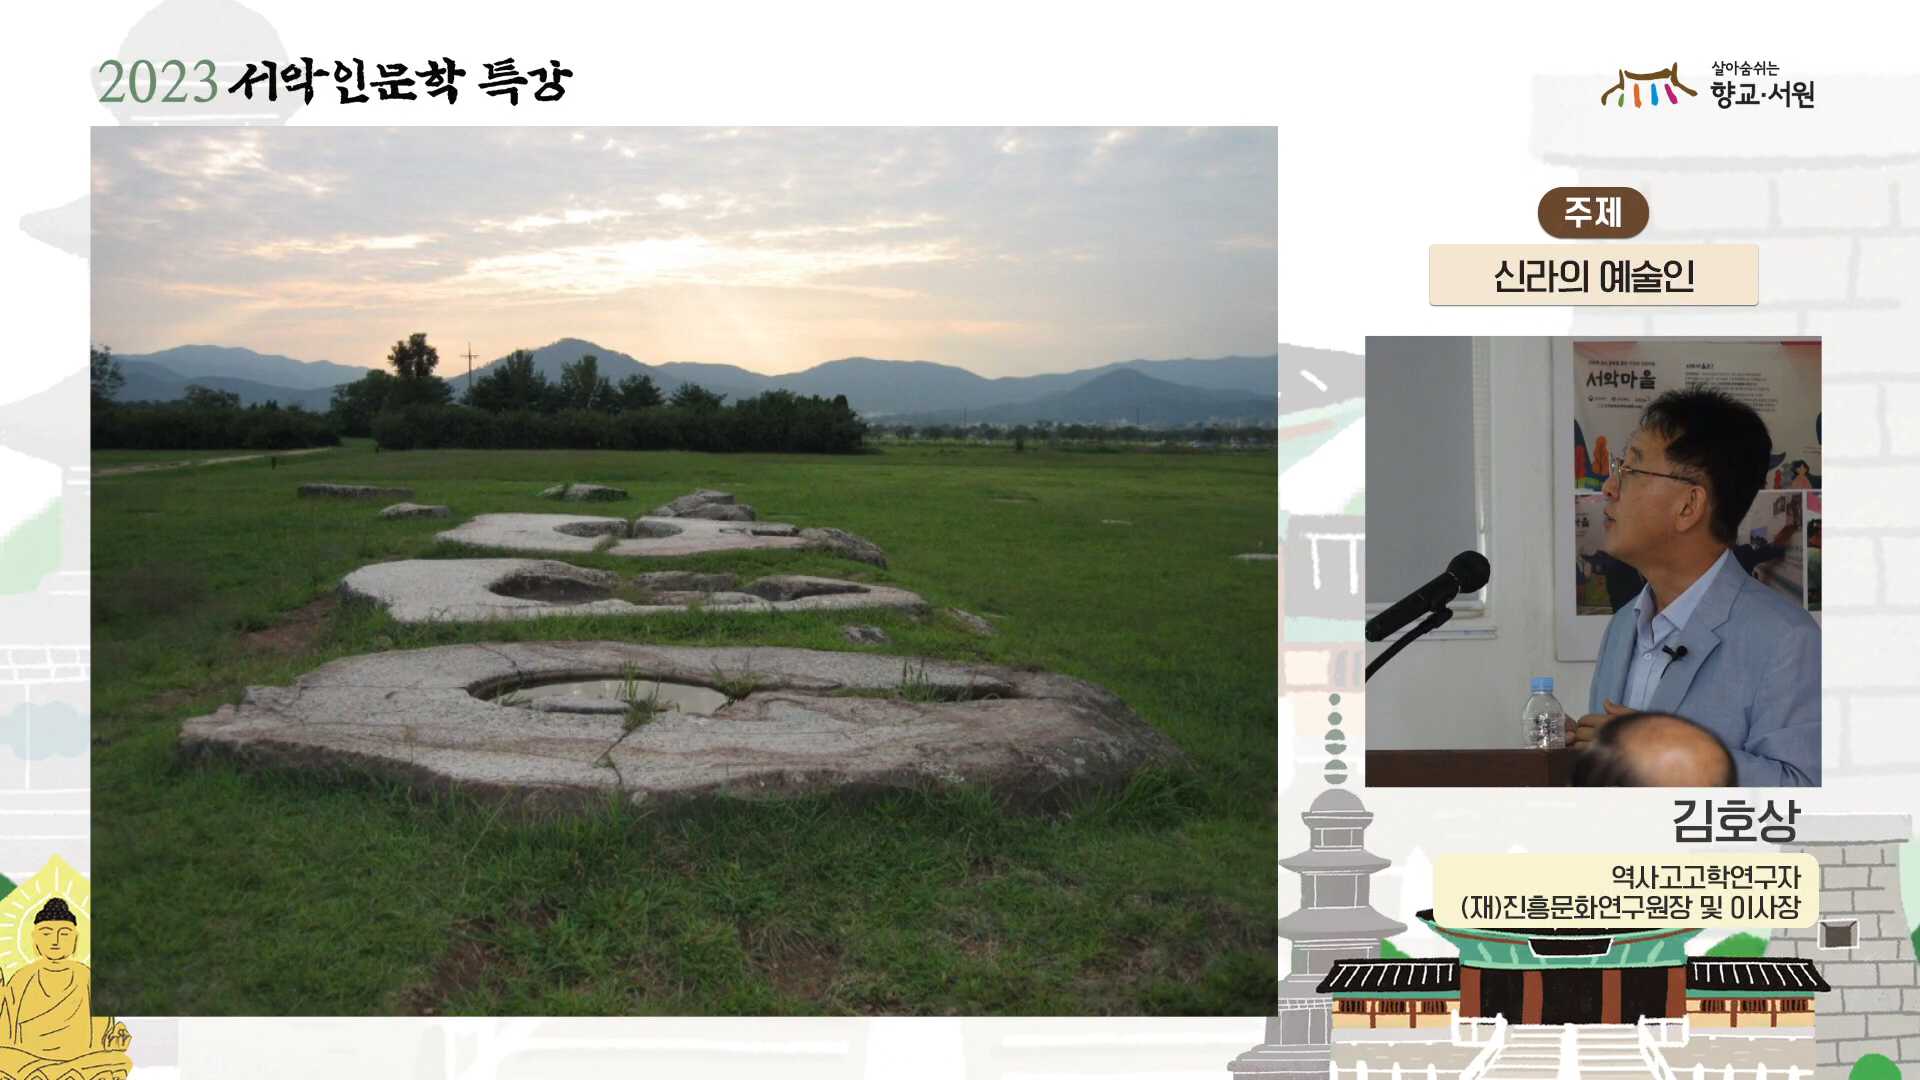 2023 서악인문학 특강
살아숨쉬는
향교·서원
주제
신라의 예술인
서악마을
김호상
역사고고학연구자
(재)진흥문화연구원장 및 이사장